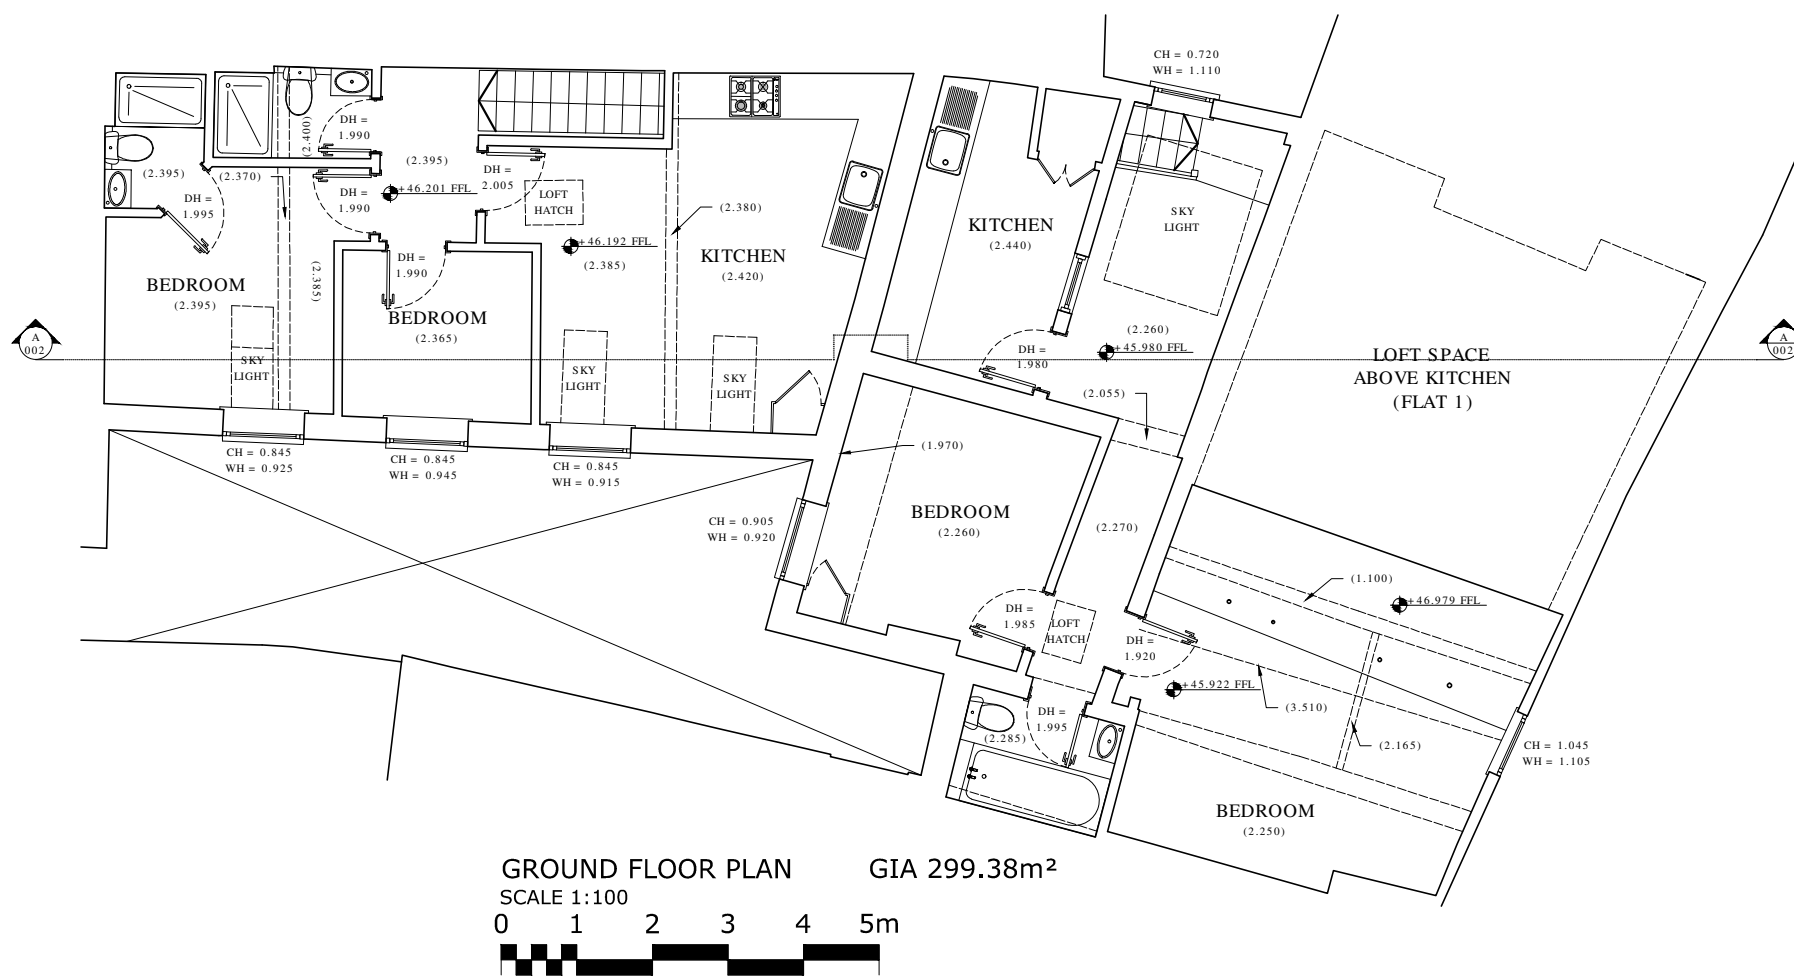 CH = 0.720
WH = 1.110
DH =
1.990
(2.400)
(2.395)
(2.370)
DH =
1.995
DH =
1.990
(2.395)
+46.201 FFL
DH =
2.005
LOFT
HATCH
(2.380)
+46.192 FFL
(2.385)
KITCHEN
(2.420)
KITCHEN
(2.440)
SKY
LIGHT
BEDROOM
(2.395)
(2.385)
DH =
1.990
BEDROOM
(2.365)
A
002
SKY
LIGHT
SKY
LIGHT
SKY
LIGHT
DH =
1.980
(2.260)
+45.980 FFL
(2.055)
LOFT SPACE
ABOVE KITCHEN
(FLAT 1)
A
002
CH = 0.845
WH = 0.925
CH = 0.845
WH = 0.945
CH = 0.845
WH = 0.915
(1.970)
CH = 0.905
WH = 0.920
BEDROOM
(2.260)
(2.270)
(1.100)
+46.979 FFL
DH =
1.985
LOFT
HATCH
DH =
1.920
+45.922 FFL
(3.510)
(2.165)
CH = 1.045
WH = 1.105
DH =
1.995
(2.285)
BEDROOM
(2.250)
GROUND FLOOR PLAN GIA 299.38m²
SCALE 1:100
0 1 2 3 4 5m